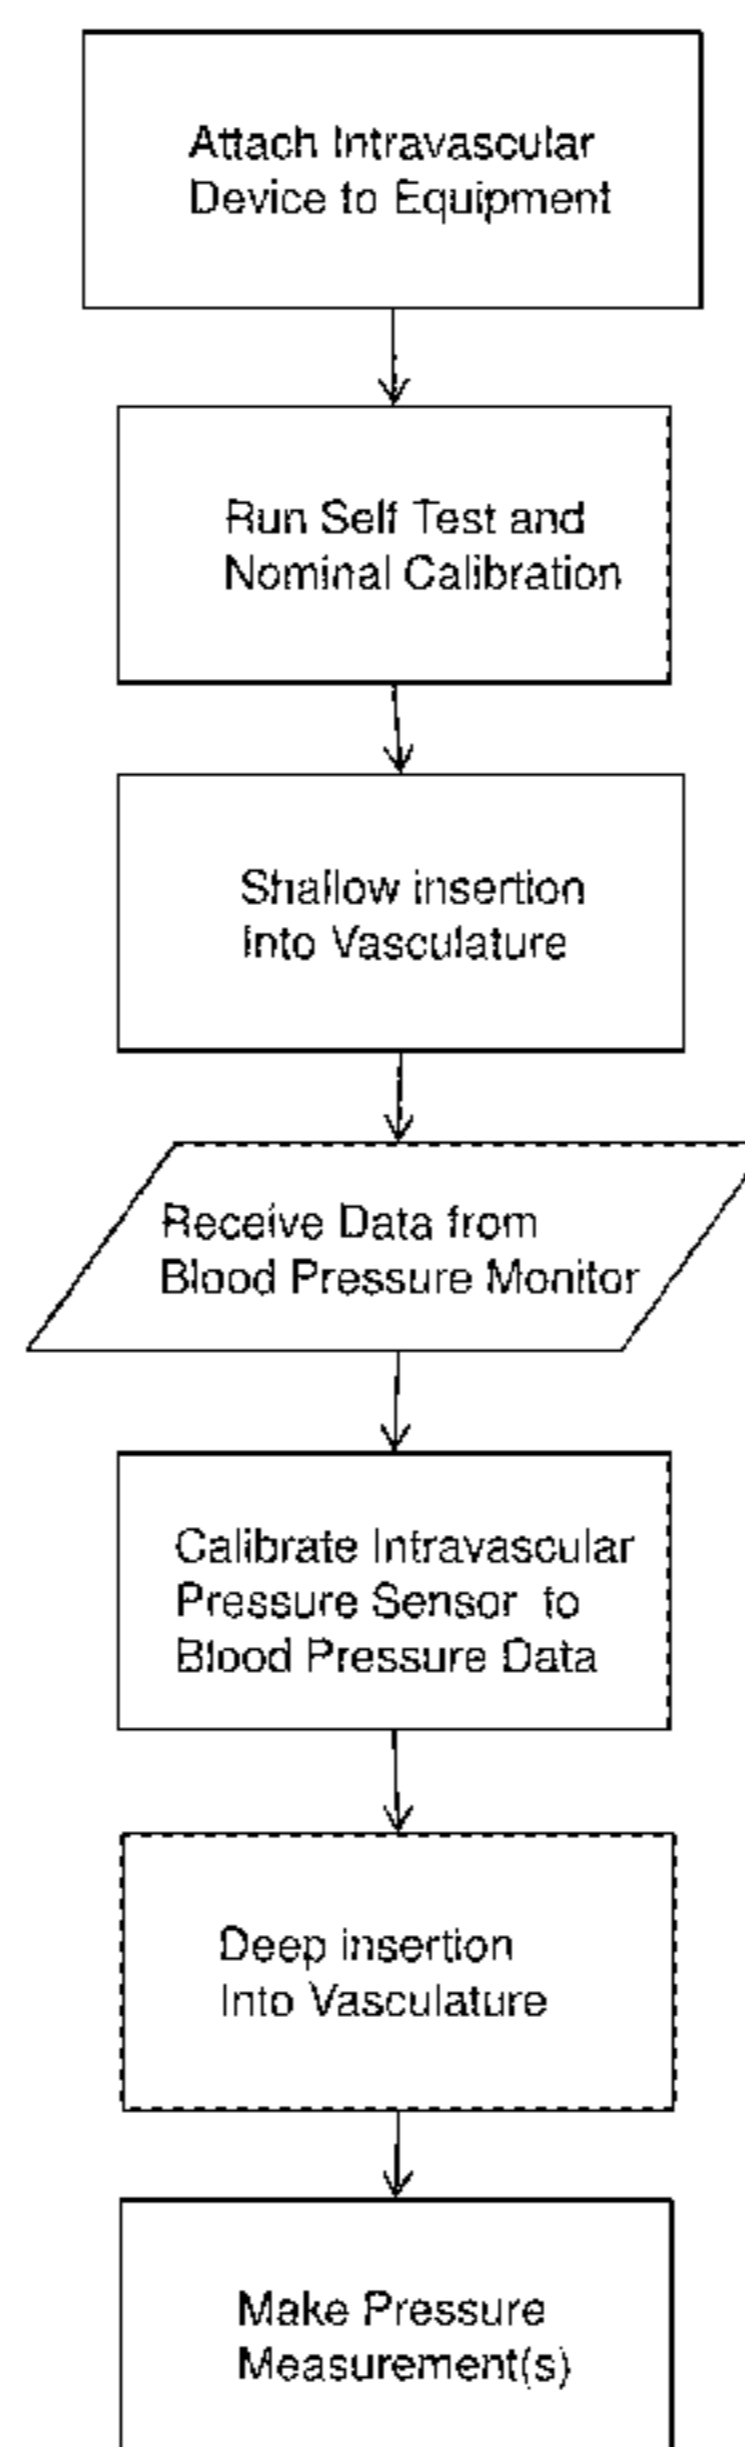 Attach Intravascular
Device to Equipment
Run Self Test and
Nominal Calibration
Shallow insertion
Into Vasculature
Receive Data from
Blood Pressure Monitor
Calibrate Intravascular
Pressure Sensor to
Blood Pressure Data
Deep insertion
Into Vasculature
Make Pressure
Measurement(s)